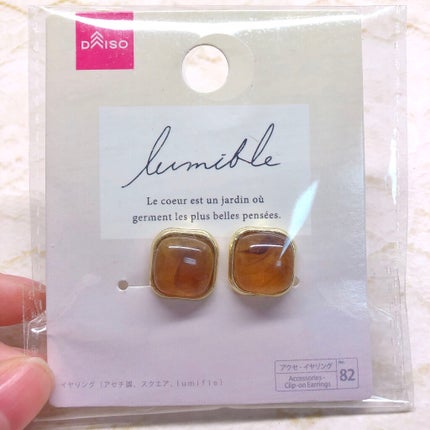 DAISO
lumible
Le coeur est un jardin où
germent les plus belles pensées.
アクセ - イヤリング
Accessories -
Clip-on Earrings
No.
82
イヤリング（アセチ調、スクエア、lumifle）